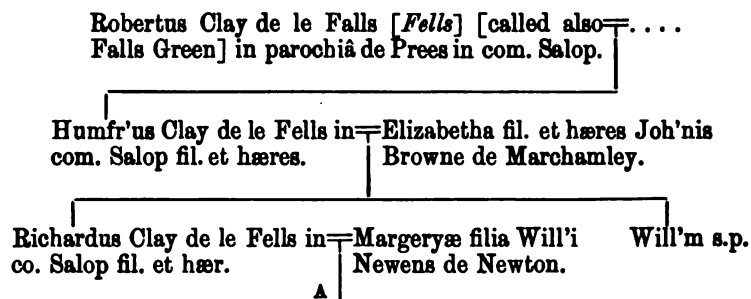 Robertus Clay de le Falls [Fells] [called also=....
Falls Green] in parochiâ de Prees in com. Salop.
Humfr'us Clay de le Fells in=Elizabetha fil. et hæres Joh'nis
com. Salop fil. et hæres. Browne de Marchamley.
Richardus Clay de le Fells in=Margeryæ filia Will'i Will'm s.p.
co. Salop fil. et hær. Newens de Newton.
A